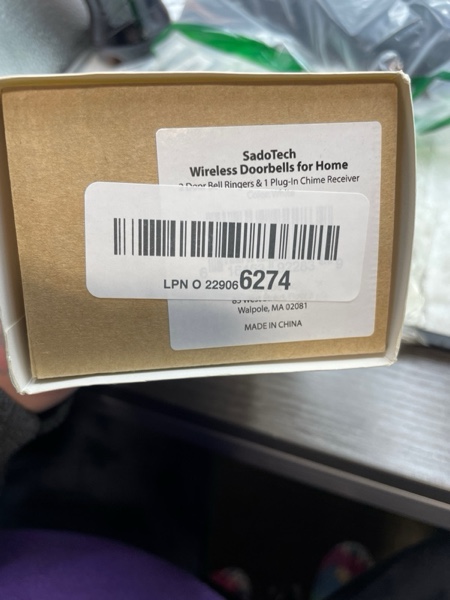 SadoTech
Wireless Doorbells for Home
2 Door Bell Ringers & 1 Plug-In Chime Receiver
LPN O 229066274
Walpole, MA 02081
MADE IN CHINA